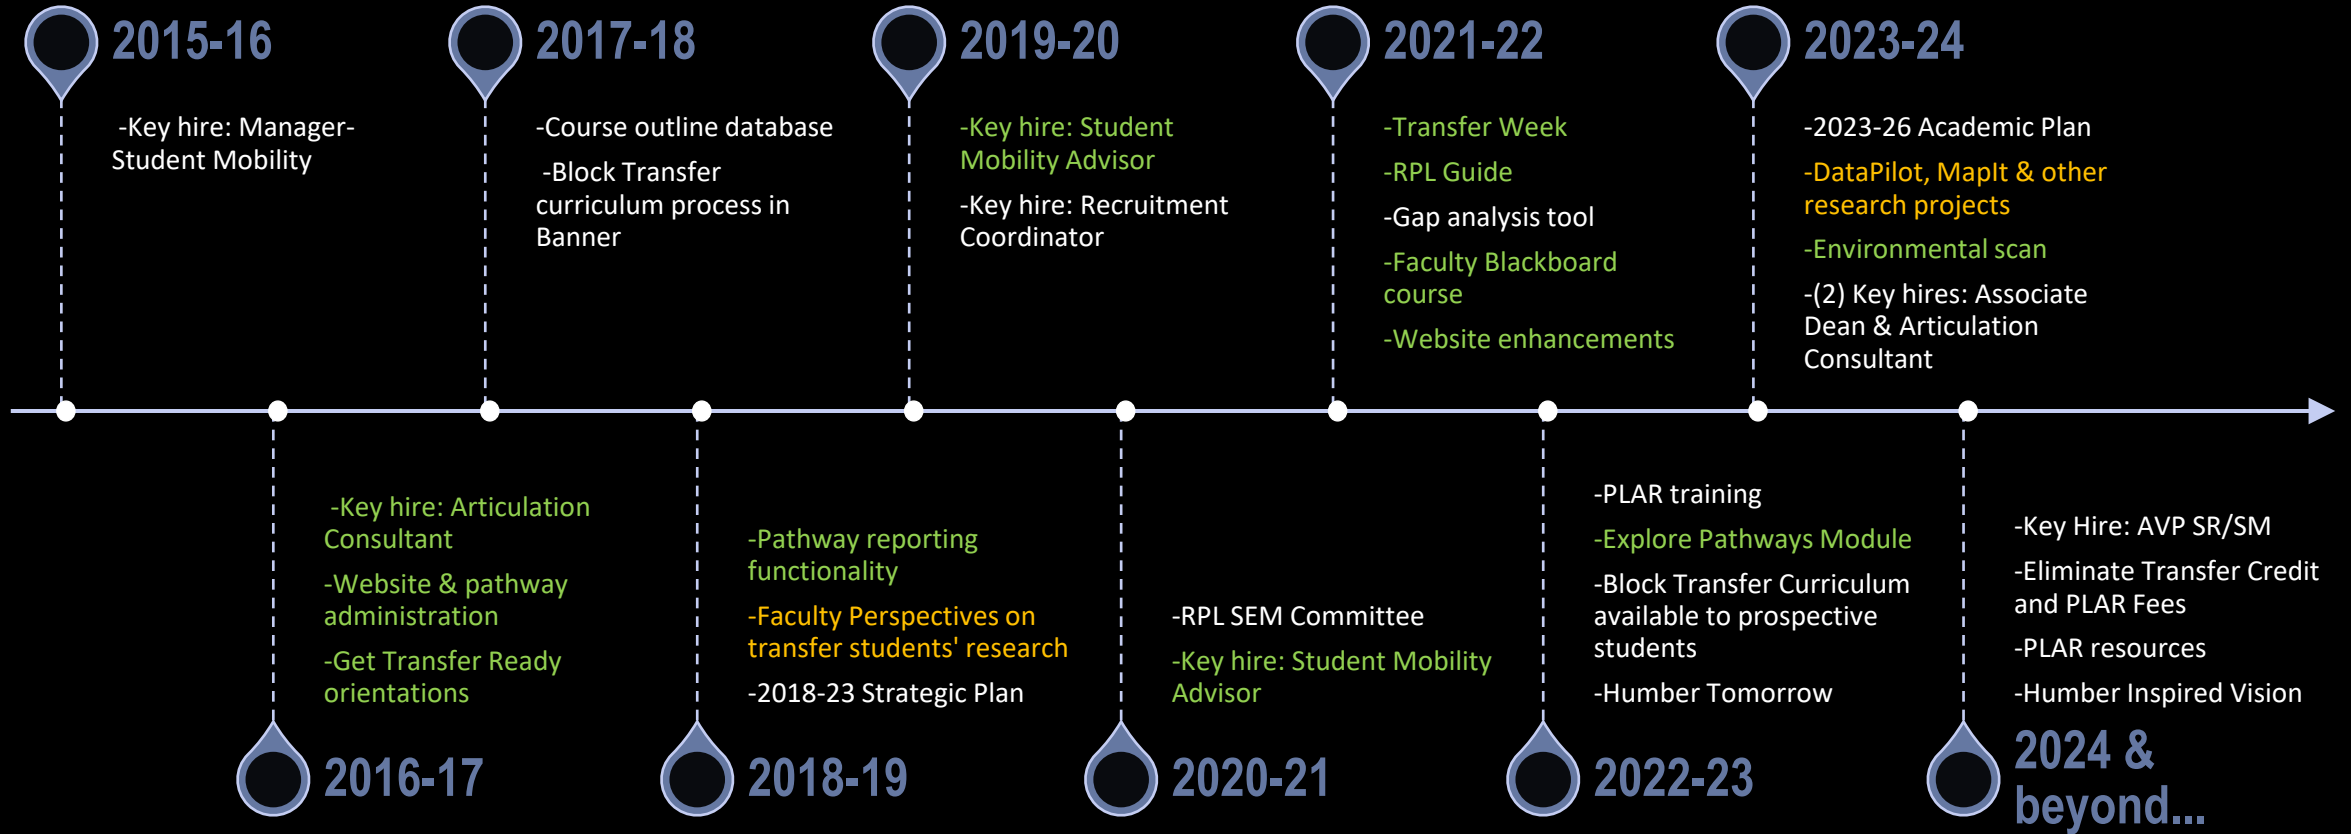 2015-16
-Key hire: Manager-
Student Mobility
2016-17
-Key hire: Articulation
Consultant
-Website & pathway
administration
-Get Transfer Ready
orientations
2017-18
-Course outline database
-Block Transfer
curriculum process in
Banner
2018-19
-Pathway reporting
functionality
-Faculty Perspectives on
transfer students' research
-2018-23 Strategic Plan
2019-20
-Key hire: Student
Mobility Advisor
-Key hire: Recruitment
Coordinator
2020-21
-RPL SEM Committee
-Key hire: Student Mobility
Advisor
2021-22
-Transfer Week
-RPL Guide
-Gap analysis tool
-Faculty Blackboard
course
-Website enhancements
2022-23
-PLAR training
-Explore Pathways Module
-Block Transfer Curriculum
available to prospective
students
-Humber Tomorrow
2023-24
-2023-26 Academic Plan
-DataPilot, MapIt & other
research projects
-Environmental scan
-(2) Key hires: Associate
Dean & Articulation
Consultant
2024 &
beyond...
-Key Hire: AVP SR/SM
-Eliminate Transfer Credit
and PLAR Fees
-PLAR resources
-Humber Inspired Vision